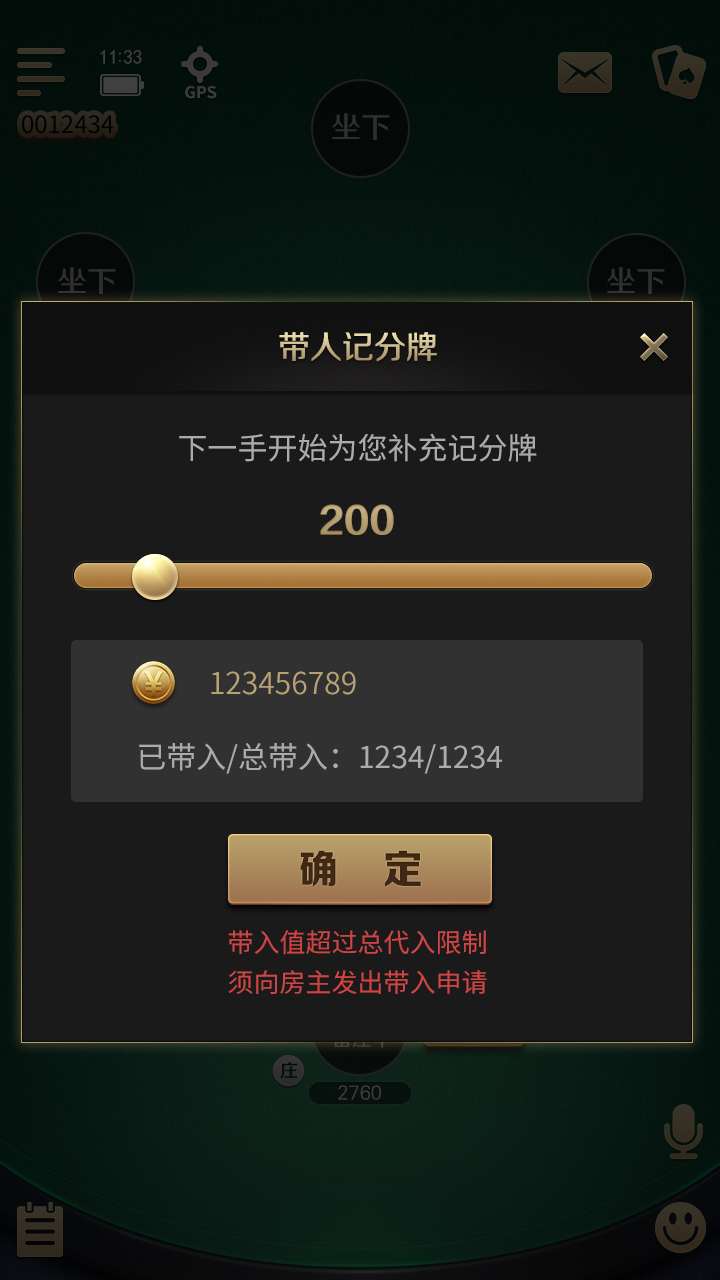 11:33
GPS
0012434
坐下
坐下
坐下
带人记分牌
下一手开始为您补充记分牌
200
123456789
已带入/总带入：1234/1234
确 定
带入值超过总代入限制
须向房主发出带入申请
庄
2760